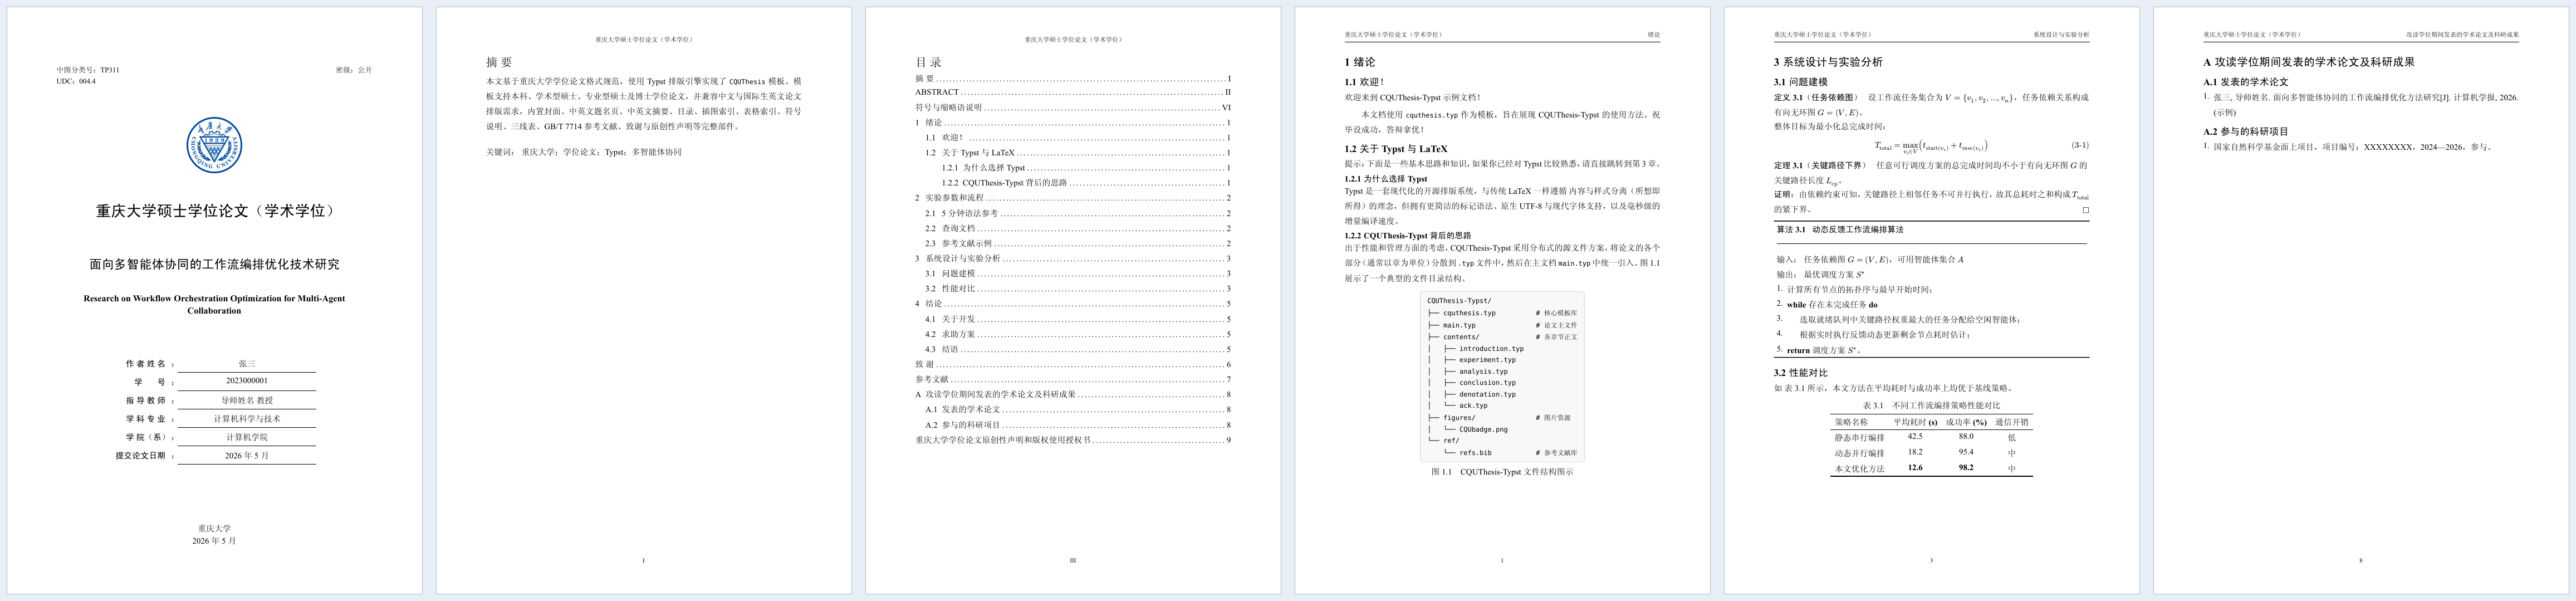 中图分类号：TP311
密级：公开
UDC：004.4
重庆大学
1929
CHONGQING UNIVERSITY
重庆大学硕士学位论文（学术学位）
面向多智能体协同的工作流编排优化技术研究
Research on Workflow Orchestration Optimization for Multi-Agent
Collaboration
作者姓名 ： 张三
学 号 ： 2023000001
指导教师 ： 导师姓名 教授
学科专业 ： 计算机科学与技术
学院（系）： 计算机学院
提交论文日期 ： 2026 年 5 月
重庆大学
2026 年 5 月
重庆大学硕士学位论文（学术学位）
摘 要
本文基于重庆大学学位论文格式规范，使用 Typst 排版引擎实现了 CQUThesis 模板。模
板支持本科、学术型硕士、专业型硕士及博士学位论文，并兼容中文与国际生英文论文
排版需求，内置封面、中英文题名页、中英文摘要、目录、插图索引、表格索引、符号
说明、三线表、GB/T 7714 参考文献、致谢与原创性声明等完整部件。
关键词： 重庆大学；学位论文；Typst；多智能体协同
I
重庆大学硕士学位论文（学术学位）
目 录
摘 要 I
ABSTRACT II
符号与缩略语说明 VI
1 绪论 1
1.1 欢迎！ 1
1.2 关于 Typst 与 LaTeX 1
1.2.1 为什么选择 Typst 1
1.2.2 CQUThesis-Typst 背后的思路 1
2 实验参数和流程 2
2.1 5 分钟语法参考 2
2.2 查询文档 2
2.3 参考文献示例 2
3 系统设计与实验分析 3
3.1 问题建模 3
3.2 性能对比 3
4 结论 5
4.1 关于开发 5
4.2 求助方案 5
4.3 结语 5
致 谢 6
参考文献 7
A 攻读学位期间发表的学术论文及科研成果 8
A.1 发表的学术论文 8
A.2 参与的科研项目 8
重庆大学学位论文原创性声明和版权使用授权书 9
III
重庆大学硕士学位论文（学术学位） 绪论
1 绪论
1.1 欢迎！
欢迎来到 CQUThesis-Typst 示例文档！
本文档使用 cquthesis.typ 作为模板，旨在展现 CQUThesis-Typst 的使用方法。祝
毕设成功，答辩拿优！
1.2 关于 Typst 与 LaTeX
提示：下面是一些基本思路和知识，如果你已经对 Typst 比较熟悉，请直接跳转到第 3 章。
1.2.1 为什么选择 Typst
Typst 是一套现代化的开源排版系统，与传统 LaTeX 一样遵循 内容与样式分离（所想即
所得）的理念，但拥有更简洁的标记语法、原生 UTF-8 与现代字体支持，以及毫秒级的
增量编译速度。
1.2.2 CQUThesis-Typst 背后的思路
出于性能和管理方面的考虑，CQUThesis-Typst 采用分布式的源文件方案，将论文的各个
部分（通常以章为单位）分散到 .typ 文件中，然后在主文档 main.typ 中统一引入。图 1.1
展示了一个典型的文件目录结构。
CQUThesis-Typst/
├── cquthesis.typ # 核心模板库
├── main.typ # 论文主文件
├── contents/ # 各章节正文
│ ├── introduction.typ
│ ├── experiment.typ
│ ├── analysis.typ
│ ├── conclusion.typ
│ ├── denotation.typ
│ └── ack.typ
├── figures/ # 图片资源
│ └── CQUbadge.png
└── ref/
└── refs.bib # 参考文献库
图 1.1 CQUThesis-Typst 文件结构图示
1
重庆大学硕士学位论文（学术学位） 系统设计与实验分析
3 系统设计与实验分析
3.1 问题建模
定义 3.1（任务依赖图） 设工作流任务集合为 V = {v₁, v₂, ..., vₙ}，任务依赖关系构成
有向无环图 G = (V, E)。
整体目标为最小化总完成时间：
T_total = max_{v_i∈V}(t_start(v_i) + t_exec(v_i)) (3-1)
定理 3.1（关键路径下界） 任意可行调度方案的总完成时间均不小于有向无环图 G 的
关键路径长度 L_cp。
证明：由依赖约束可知，关键路径上相邻任务不可并行执行，故其总耗时之和构成 T_total
的紧下界。 □
算法 3.1 动态反馈工作流编排算法
输入： 任务依赖图 G = (V, E)，可用智能体集合 A
输出： 最优调度方案 S*
1. 计算所有节点的拓扑序与最早开始时间；
2. while 存在未完成任务 do
3. 选取就绪队列中关键路径权重最大的任务分配给空闲智能体；
4. 根据实时执行反馈动态更新剩余节点耗时估计；
5. return 调度方案 S*。
3.2 性能对比
如 表 3.1 所示，本文方法在平均耗时与成功率上均优于基线策略。
表 3.1 不同工作流编排策略性能对比
策略名称 平均耗时 (s) 成功率 (%) 通信开销
静态串行编排 42.5 88.0 低
动态并行编排 18.2 95.4 中
本文优化方法 12.6 98.2 中
3
重庆大学硕士学位论文（学术学位） 攻读学位期间发表的学术论文及科研成果
A 攻读学位期间发表的学术论文及科研成果
A.1 发表的学术论文
1. 张三, 导师姓名. 面向多智能体协同的工作流编排优化方法研究[J]. 计算机学报, 2026.
(示例)
A.2 参与的科研项目
1. 国家自然科学基金面上项目，项目编号：XXXXXXXX，2024—2026，参与。
8